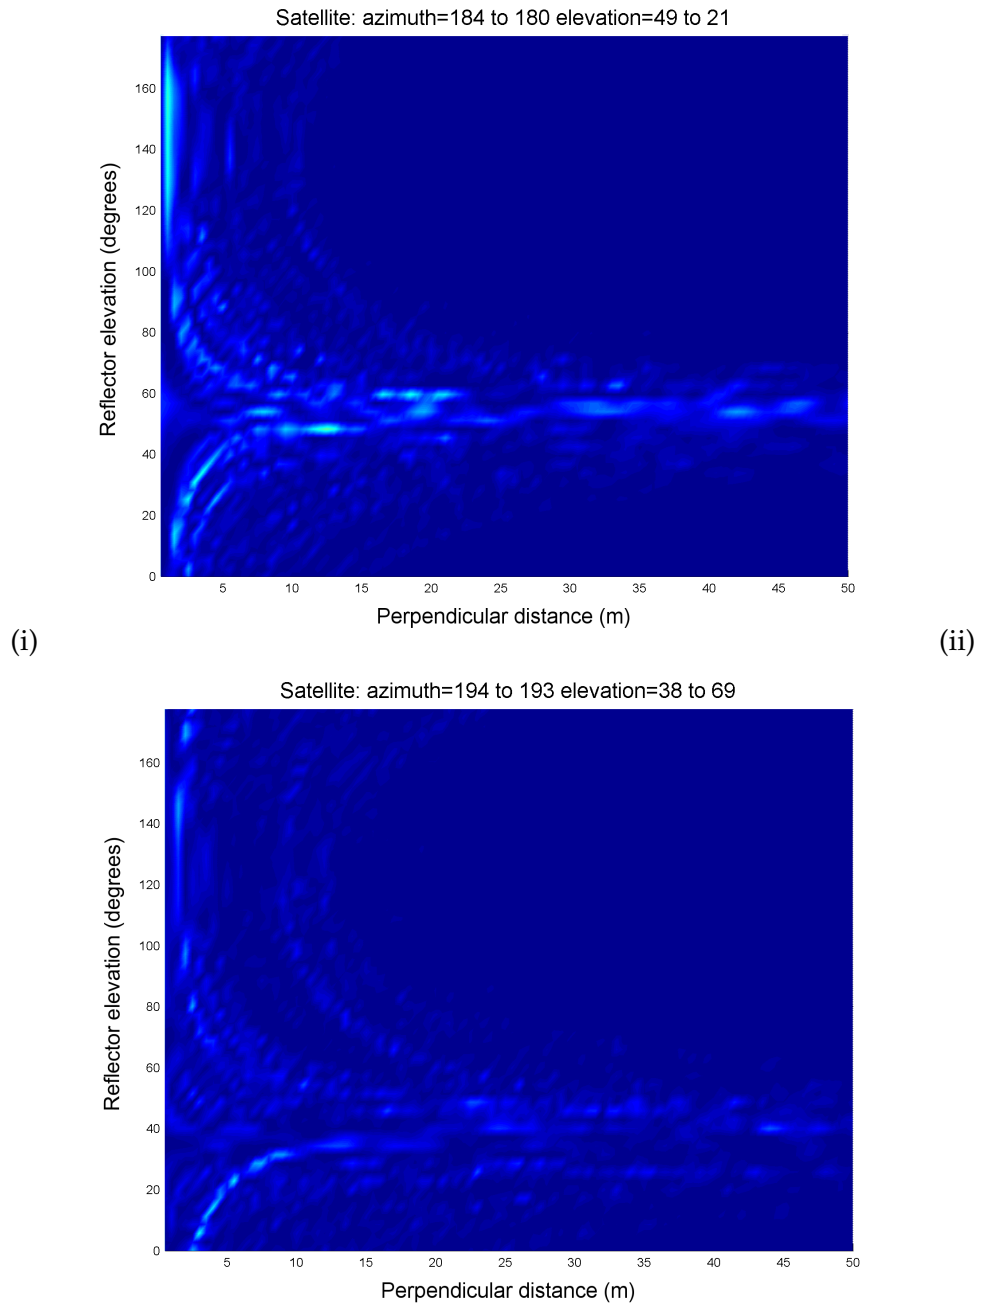 Satellite: azimuth=184 to 180 elevation=49 to 21
160
140
120
100
80
60
40
20
0
Reflector elevation (degrees)
5 10 15 20 25 30 35 40 45 50
Perpendicular distance (m)
(i) (ii)
Satellite: azimuth=194 to 193 elevation=38 to 69
160
140
120
100
80
60
40
20
0
Reflector elevation (degrees)
5 10 15 20 25 30 35 40 45 50
Perpendicular distance (m)